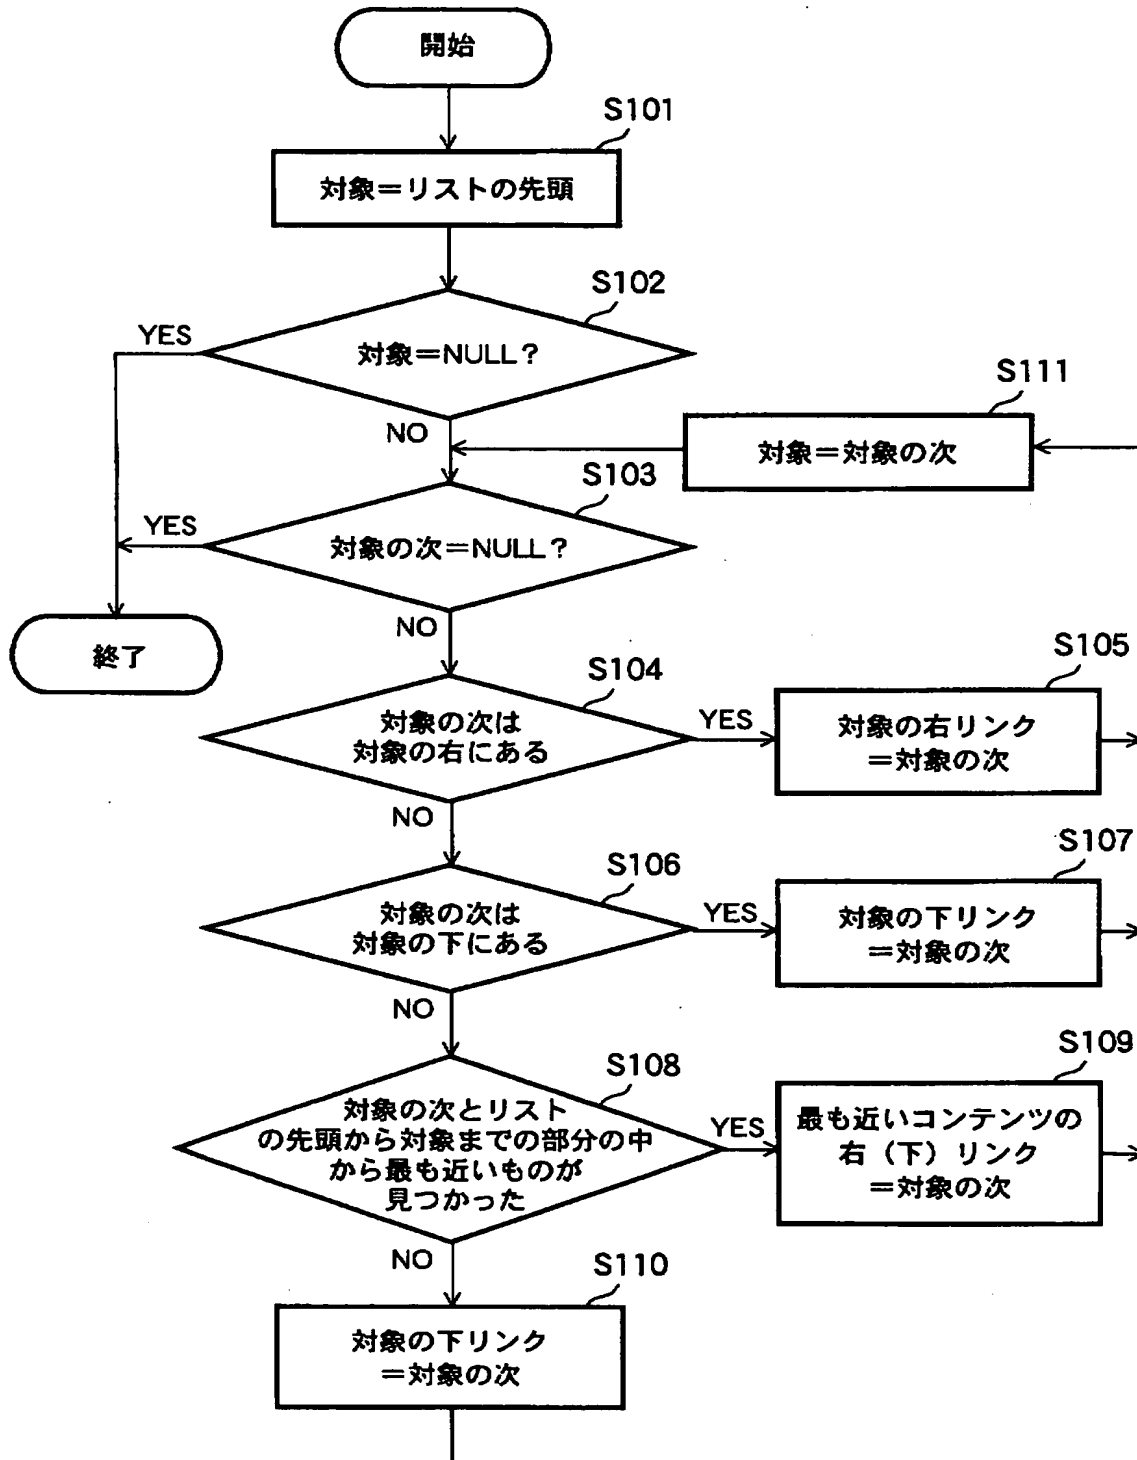 開始
S101
対象＝リストの先頭
S102
YES
対象＝NULL？
S111
NO
対象＝対象の次
S103
YES
対象の次＝NULL？
NO
終了
S104
S105
対象の次は
対象の右にある
YES
対象の右リンク
＝対象の次
NO
S106
S107
対象の次は
対象の下にある
YES
対象の下リンク
＝対象の次
NO
S108
S109
対象の次とリスト
の先頭から対象までの部分の中
から最も近いものが
見つかった
YES
最も近いコンテンツの
右（下）リンク
＝対象の次
NO
S110
対象の下リンク
＝対象の次